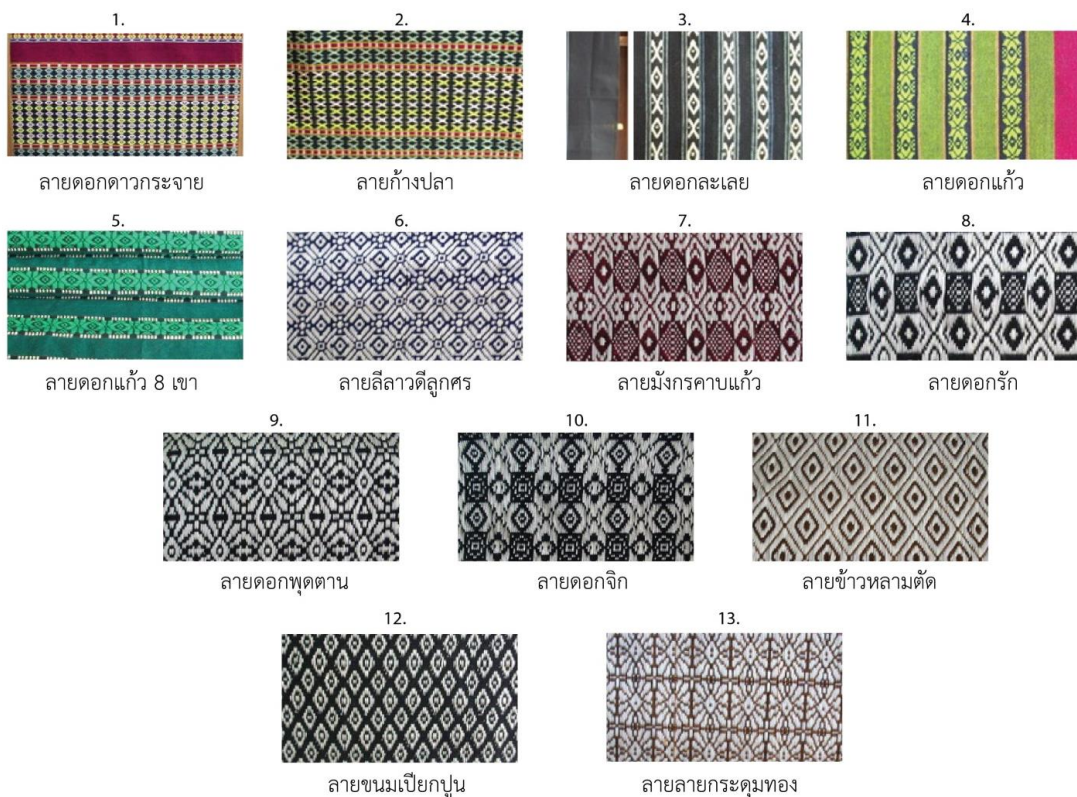 1.
2.
3.
4.
ลายดอกดาวกระจาย
ลายก้างปลา
ลายดอกละเลย
ลายดอกแก้ว
5.
6.
7.
8.
ลายดอกแก้ว 8 เขา
ลายลีลาวดีลูกศร
ลายมังกรคาบแก้ว
ลายดอกรัก
9.
10.
11.
ลายดอกพุดตาน
ลายดอกจิก
ลายข้าวหลามตัด
12.
13.
ลายขนมเปียกปูน
ลายลายกระดุมทอง